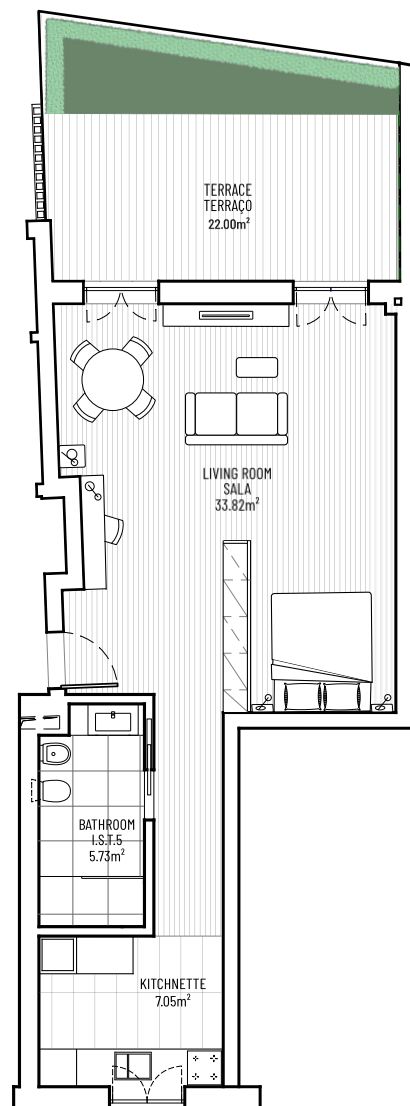 TERRACE
TERRAÇO
22.00m²
LIVING ROOM
SALA
33.82m²
BATHROOM
I.S.T.5
5.73m²
KITCHNETTE
7.05m²